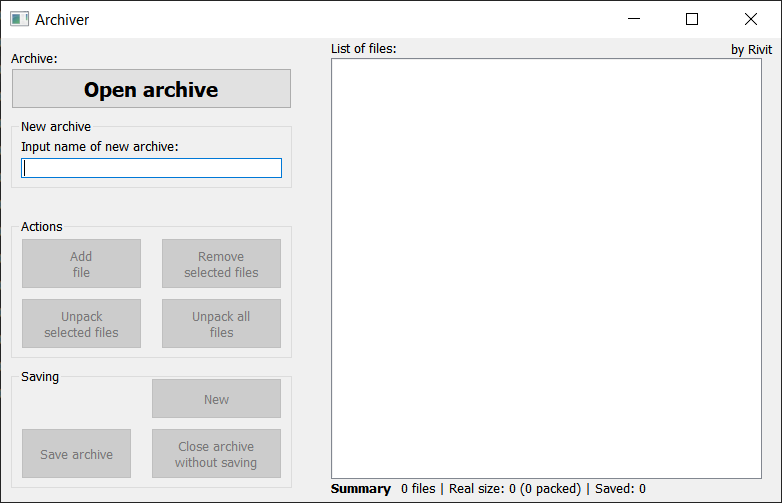 Archiver
Archive:
Open archive
New archive
Input name of new archive:
Actions
Add
file
Remove
selected files
Unpack
selected files
Unpack all
files
Saving
New
Save archive
Close archive
without saving
List of files:
by Rivit
Summary 0 files | Real size: 0 (0 packed) | Saved: 0